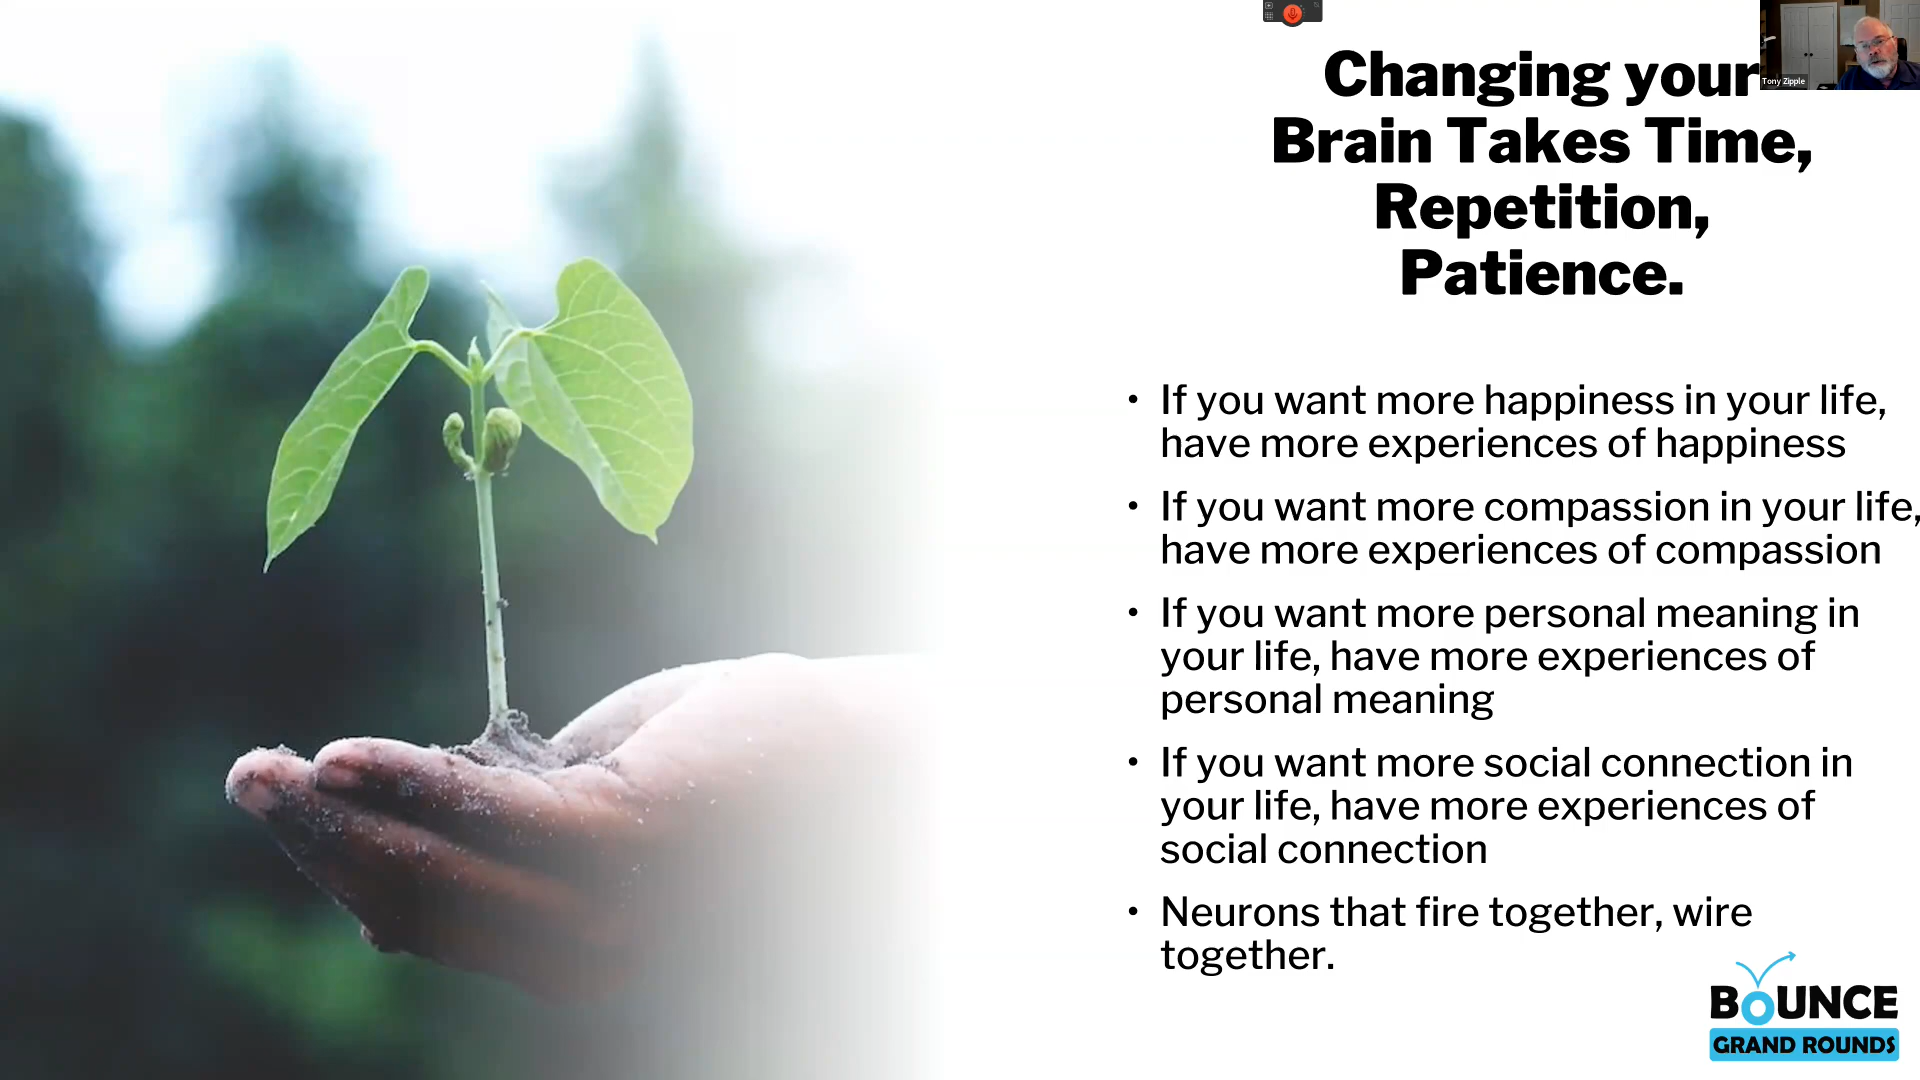 Changing your
Brain Takes Time,
Repetition,
Patience.
Tony Zipple
• If you want more happiness in your life,
have more experiences of happiness
• If you want more compassion in your life,
have more experiences of compassion
• If you want more personal meaning in
your life, have more experiences of
personal meaning
• If you want more social connection in
your life, have more experiences of
social connection
• Neurons that fire together, wire
together.
BOUNCE
GRAND ROUNDS